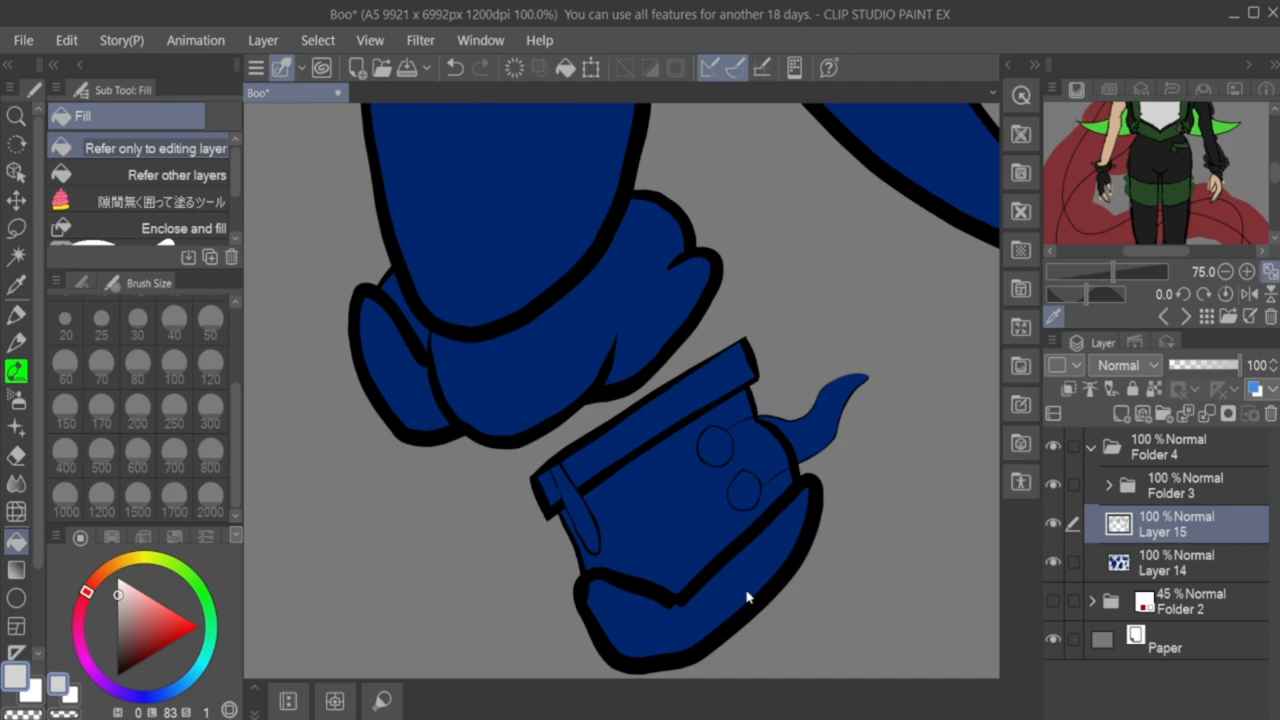 Boo* (A5 9921 x 6992px 1200dpi 100.0%)  You can use all features for another 18 days. - CLIP STUDIO PAINT EX
File Edit Story(P) Animation Layer Select View Filter Window Help
Sub Tool: Fill
Boo*
Fill
Refer only to editing layer
Refer other layers
隙間無く囲って塗るツール
Enclose and fill
Brush Size
20 25 30 40 50
60 70 80 100 120
150 170 200 250 300
400 500 600 700 800
1000 1200 1500 1700 2000
H 0 L 83 S 1
75.0
0.0
Layer
Normal 100
100 %Normal
Folder 4
100 %Normal
Folder 3
100 %Normal
Layer 15
100 %Normal
Layer 14
45 %Normal
Folder 2
Paper